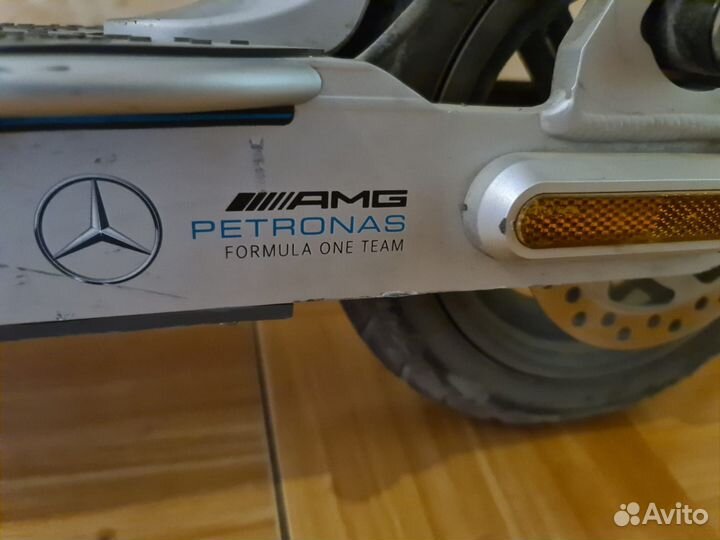 AMG
PETRONAS
FORMULA ONE TEAM
Avito